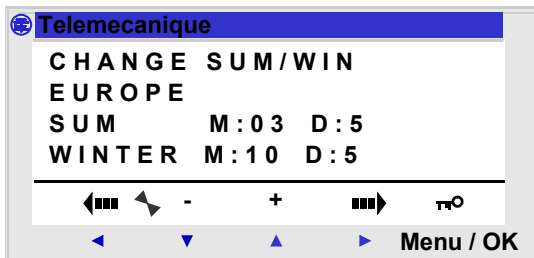 Telemecanique
CHANGE SUM/WIN
EUROPE
SUM M:03 D:5
WINTER M:10 D:5
- +
Menu / OK